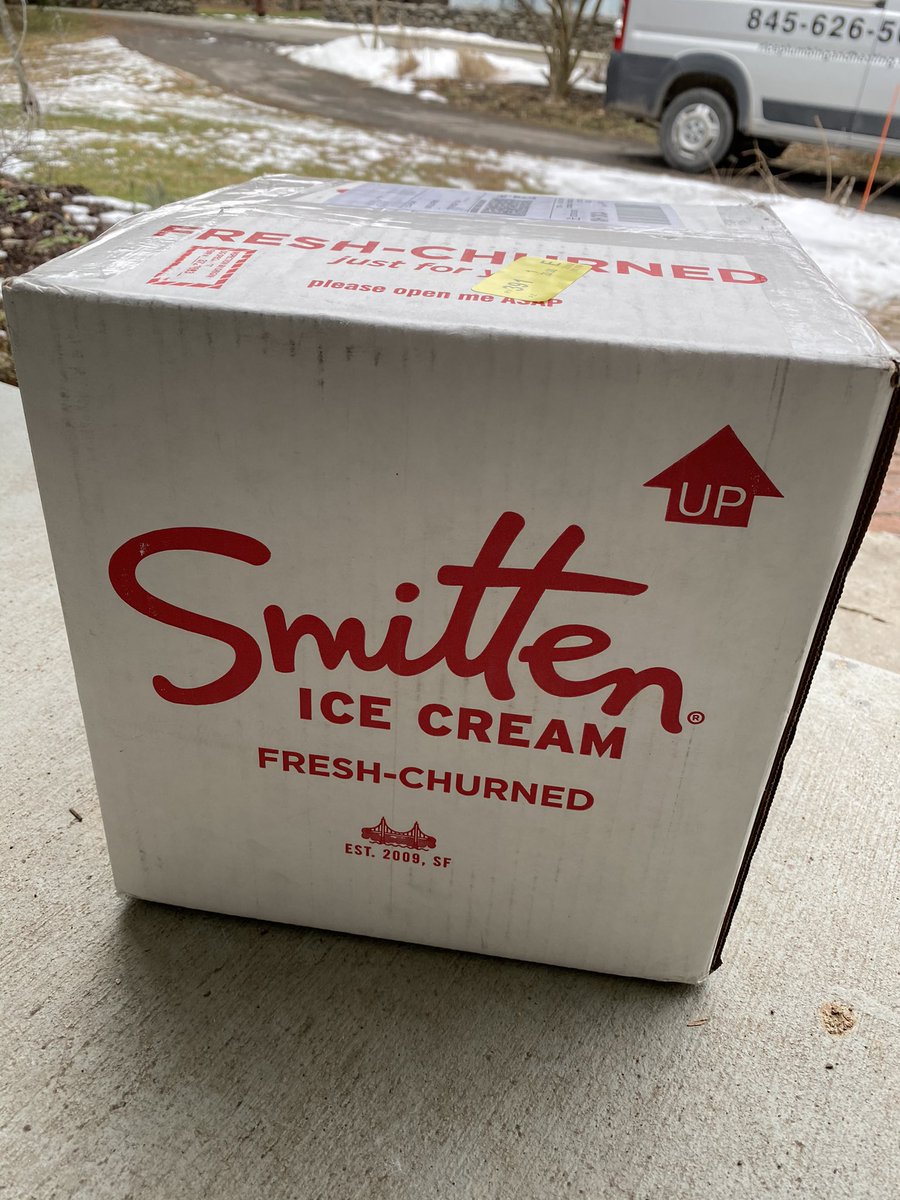 845-626-5
FRESH-CHURNED
just for
please open me ASAP
391
UP
Smitten®
ICE CREAM
FRESH-CHURNED
EST. 2009, SF